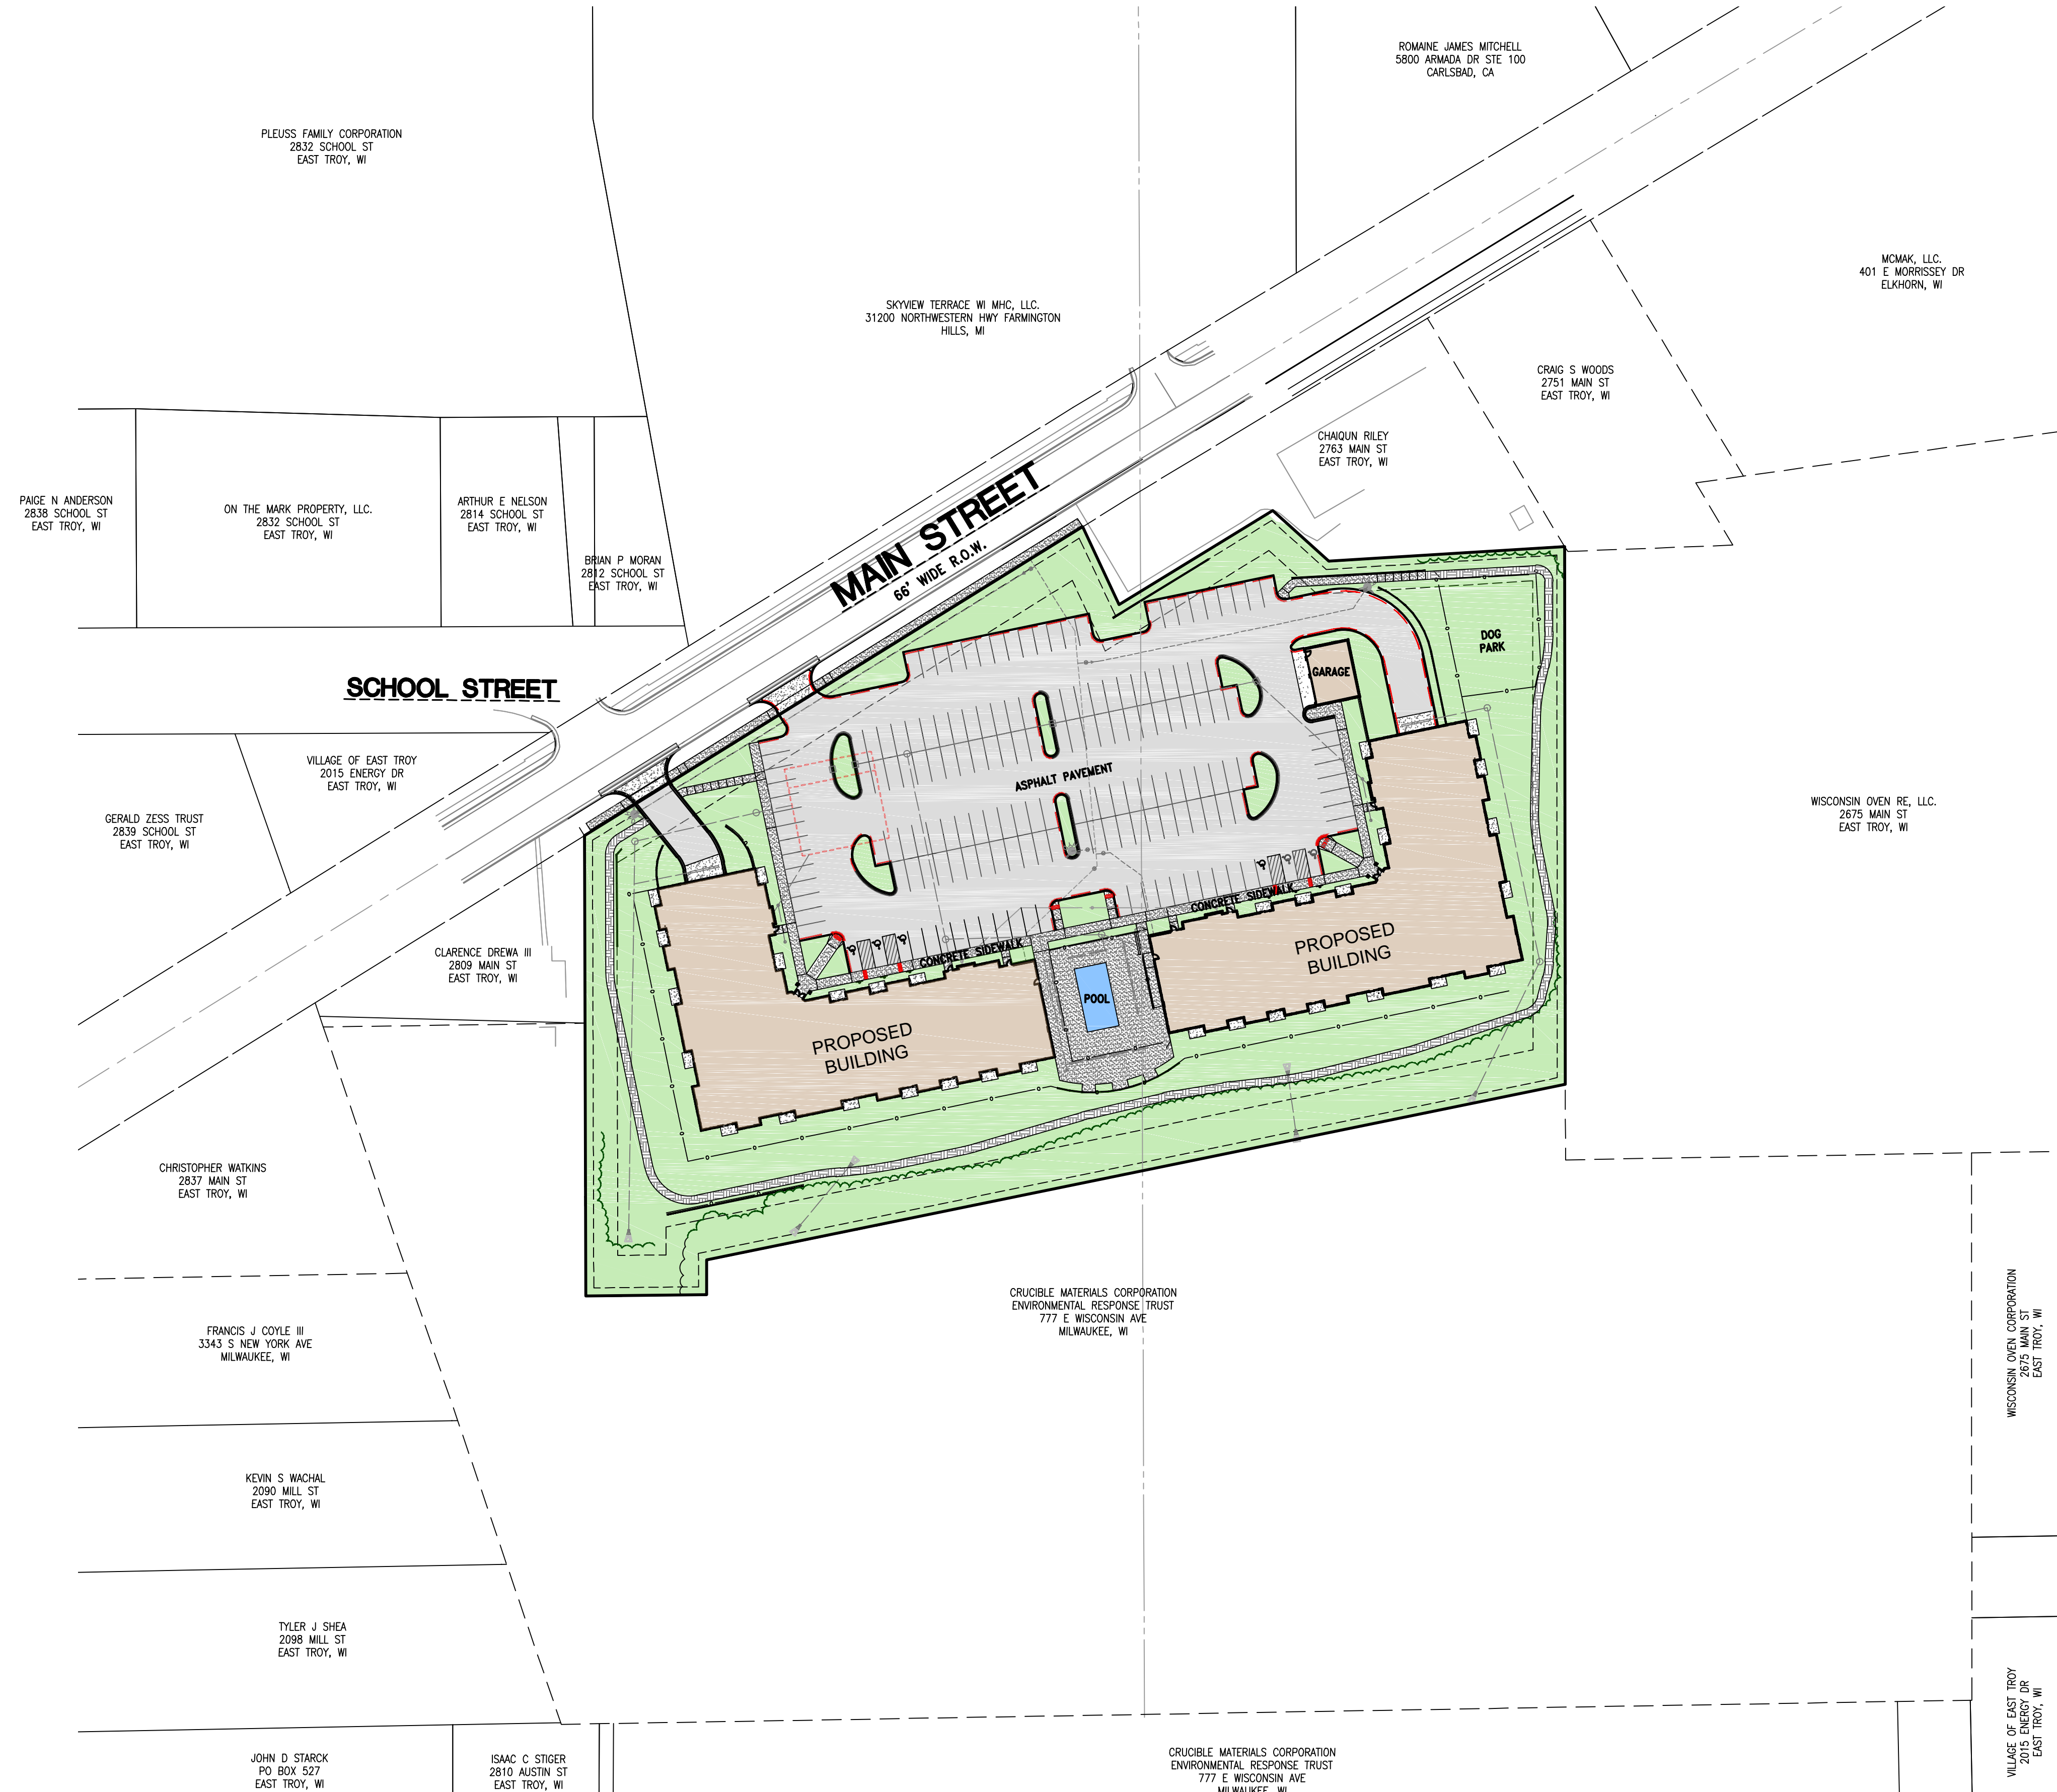 ROMAINE JAMES MITCHELL
5800 ARMADA DR STE 100
CARLSBAD, CA
PLEUSS FAMILY CORPORATION
2832 SCHOOL ST
EAST TROY, WI
MCMAK, LLC.
401 E MORRISSEY DR
ELKHORN, WI
SKYVIEW TERRACE WI MHC, LLC.
31200 NORTHWESTERN HWY FARMINGTON
HILLS, MI
CRAIG S WOODS
2751 MAIN ST
EAST TROY, WI
CHAIQUN RILEY
2763 MAIN ST
EAST TROY, WI
PAIGE N ANDERSON
2838 SCHOOL ST
EAST TROY, WI
ON THE MARK PROPERTY, LLC.
2832 SCHOOL ST
EAST TROY, WI
ARTHUR E NELSON
2814 SCHOOL ST
EAST TROY, WI
BRIAN P MORAN
2812 SCHOOL ST
EAST TROY, WI
MAIN STREET
66' WIDE R.O.W.
SCHOOL STREET
DOG
PARK
GARAGE
ASPHALT PAVEMENT
VILLAGE OF EAST TROY
2015 ENERGY DR
EAST TROY, WI
GERALD ZESS TRUST
2839 SCHOOL ST
EAST TROY, WI
WISCONSIN OVEN RE, LLC.
2675 MAIN ST
EAST TROY, WI
CONCRETE SIDEWALK
CONCRETE SIDEWALK
CLARENCE DREWA III
2809 MAIN ST
EAST TROY, WI
PROPOSED
BUILDING
POOL
PROPOSED
BUILDING
CHRISTOPHER WATKINS
2837 MAIN ST
EAST TROY, WI
CRUCIBLE MATERIALS CORPORATION
ENVIRONMENTAL RESPONSE TRUST
777 E WISCONSIN AVE
MILWAUKEE, WI
FRANCIS J COYLE III
3343 S NEW YORK AVE
MILWAUKEE, WI
WISCONSIN OVEN CORPORATION
2675 MAIN ST
EAST TROY, WI
KEVIN S WACHAL
2090 MILL ST
EAST TROY, WI
TYLER J SHEA
2098 MILL ST
EAST TROY, WI
VILLAGE OF EAST TROY
2015 ENERGY DR
EAST TROY, WI
JOHN D STARCK
PO BOX 527
EAST TROY, WI
ISAAC C STIGER
2810 AUSTIN ST
EAST TROY, WI
CRUCIBLE MATERIALS CORPORATION
ENVIRONMENTAL RESPONSE TRUST
777 E WISCONSIN AVE
MILWAUKEE, WI